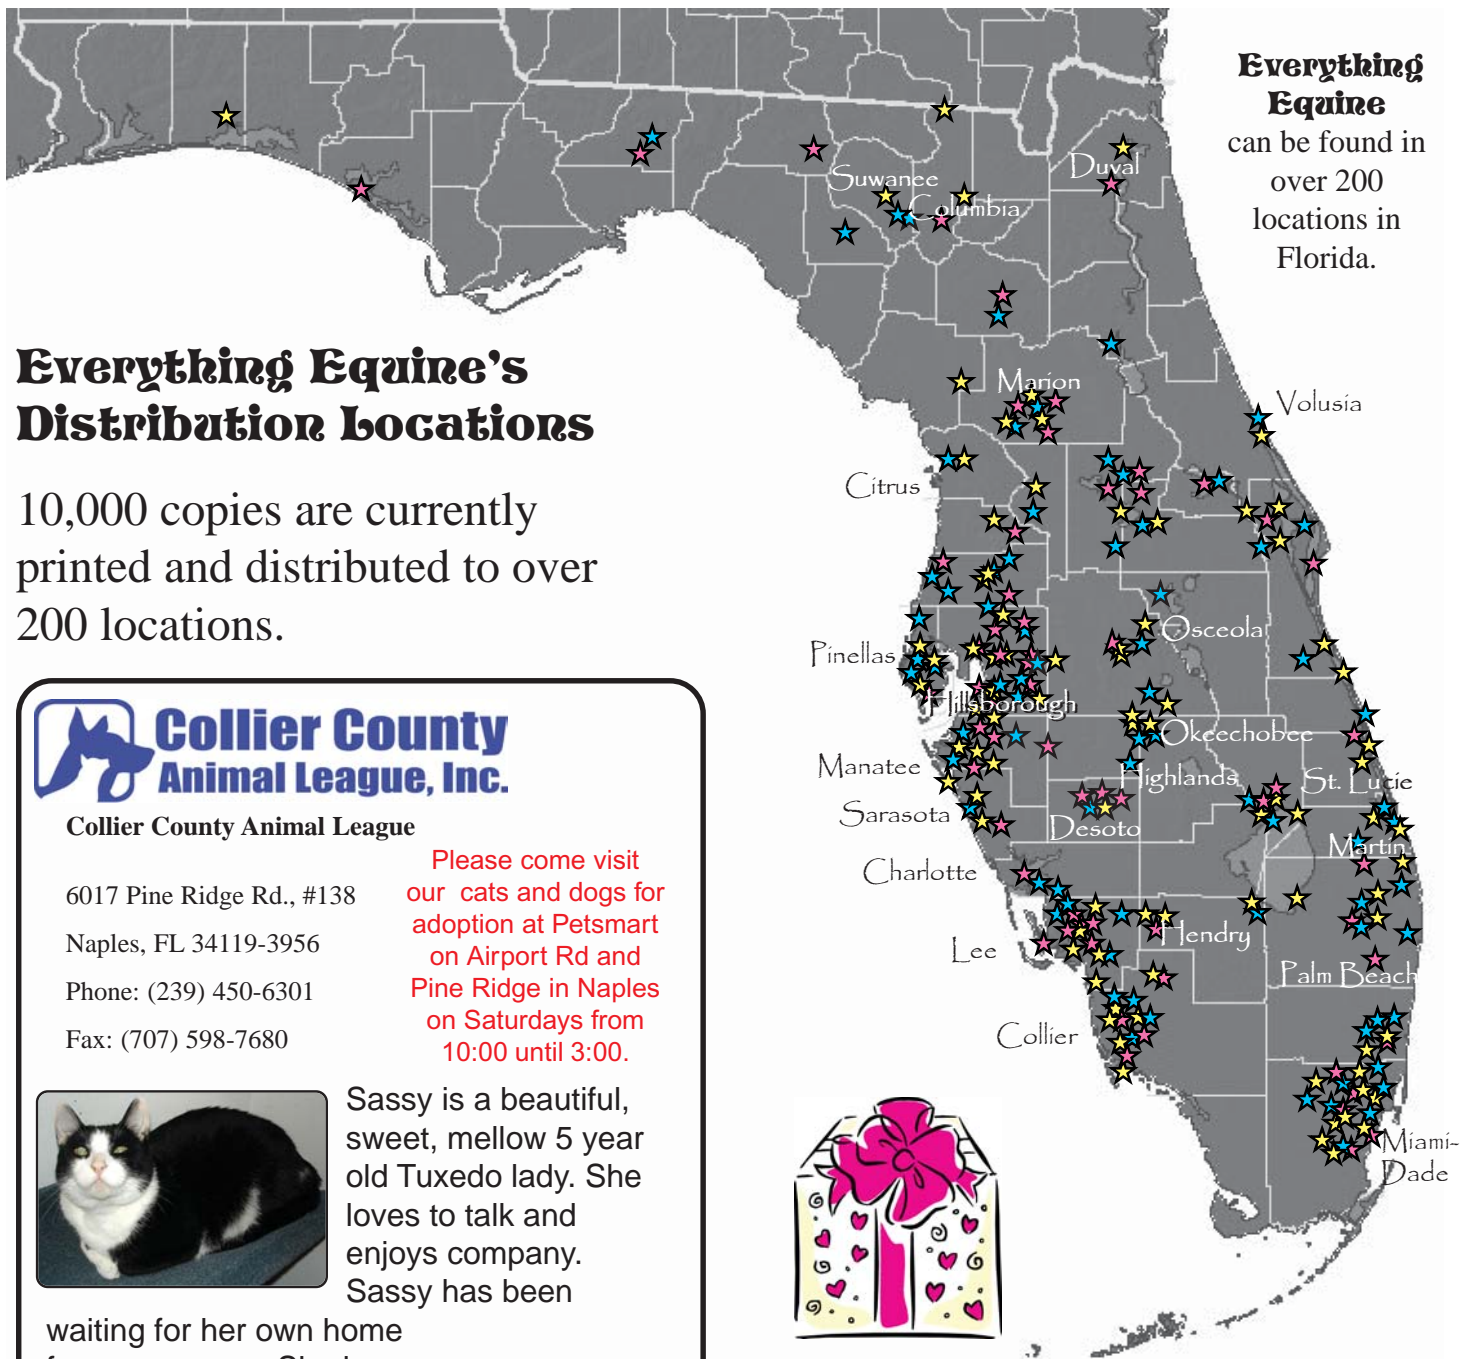 Everything
Equine
can be found in
over 200
locations in
Florida.
Everything Equine's
Distribution Locations
10,000 copies are currently
printed and distributed to over
200 locations.
Suwanee
Columbia
Duval
Marion
Volusia
Citrus
Osceola
Pinellas
Hillsborough
Okeechobee
Manatee
Highlands
St. Lucie
Sarasota
Desoto
Martin
Charlotte
Lee
Hendry
Palm Beach
Collier
Miami-
Dade
Collier County
Animal League, Inc.
Collier County Animal League
6017 Pine Ridge Rd., #138
Naples, FL 34119-3956
Phone: (239) 450-6301
Fax: (707) 598-7680
Please come visit
our cats and dogs for
adoption at Petsmart
on Airport Rd and
Pine Ridge in Naples
on Saturdays from
10:00 until 3:00.
Sassy is a beautiful,
sweet, mellow 5 year
old Tuxedo lady. She
loves to talk and
enjoys company.
Sassy has been
waiting for her own home